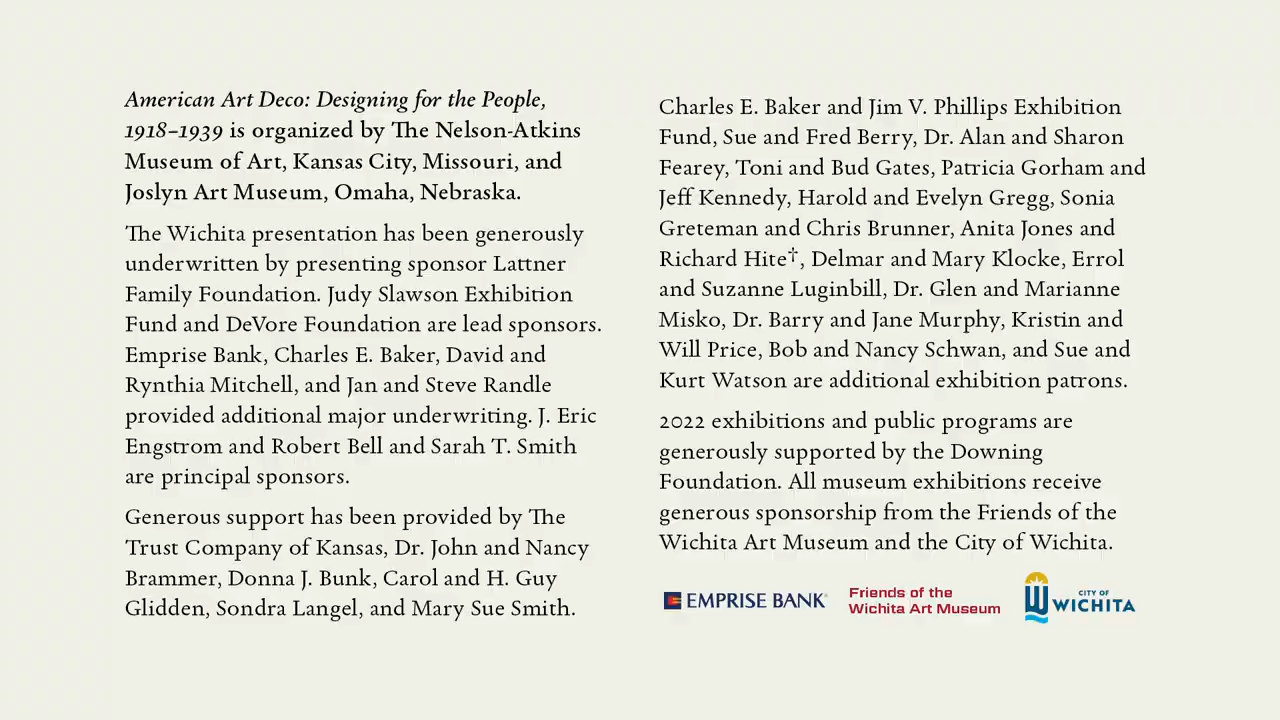 American Art Deco: Designing for the People,
1918–1939 is organized by The Nelson-Atkins
Museum of Art, Kansas City, Missouri, and
Joslyn Art Museum, Omaha, Nebraska.
The Wichita presentation has been generously
underwritten by presenting sponsor Lattner
Family Foundation. Judy Slawson Exhibition
Fund and DeVore Foundation are lead sponsors.
Emprise Bank, Charles E. Baker, David and
Rynthia Mitchell, and Jan and Steve Randle
provided additional major underwriting. J. Eric
Engstrom and Robert Bell and Sarah T. Smith
are principal sponsors.
Generous support has been provided by The
Trust Company of Kansas, Dr. John and Nancy
Brammer, Donna J. Bunk, Carol and H. Guy
Glidden, Sondra Langel, and Mary Sue Smith.
Charles E. Baker and Jim V. Phillips Exhibition
Fund, Sue and Fred Berry, Dr. Alan and Sharon
Fearey, Toni and Bud Gates, Patricia Gorham and
Jeff Kennedy, Harold and Evelyn Gregg, Sonia
Greteman and Chris Brunner, Anita Jones and
Richard Hite†, Delmar and Mary Klocke, Errol
and Suzanne Luginbill, Dr. Glen and Marianne
Misko, Dr. Barry and Jane Murphy, Kristin and
Will Price, Bob and Nancy Schwan, and Sue and
Kurt Watson are additional exhibition patrons.
2022 exhibitions and public programs are
generously supported by the Downing
Foundation. All museum exhibitions receive
generous sponsorship from the Friends of the
Wichita Art Museum and the City of Wichita.
EMPRISE BANK®
Friends of the
Wichita Art Museum
CITY OF
WICHITA